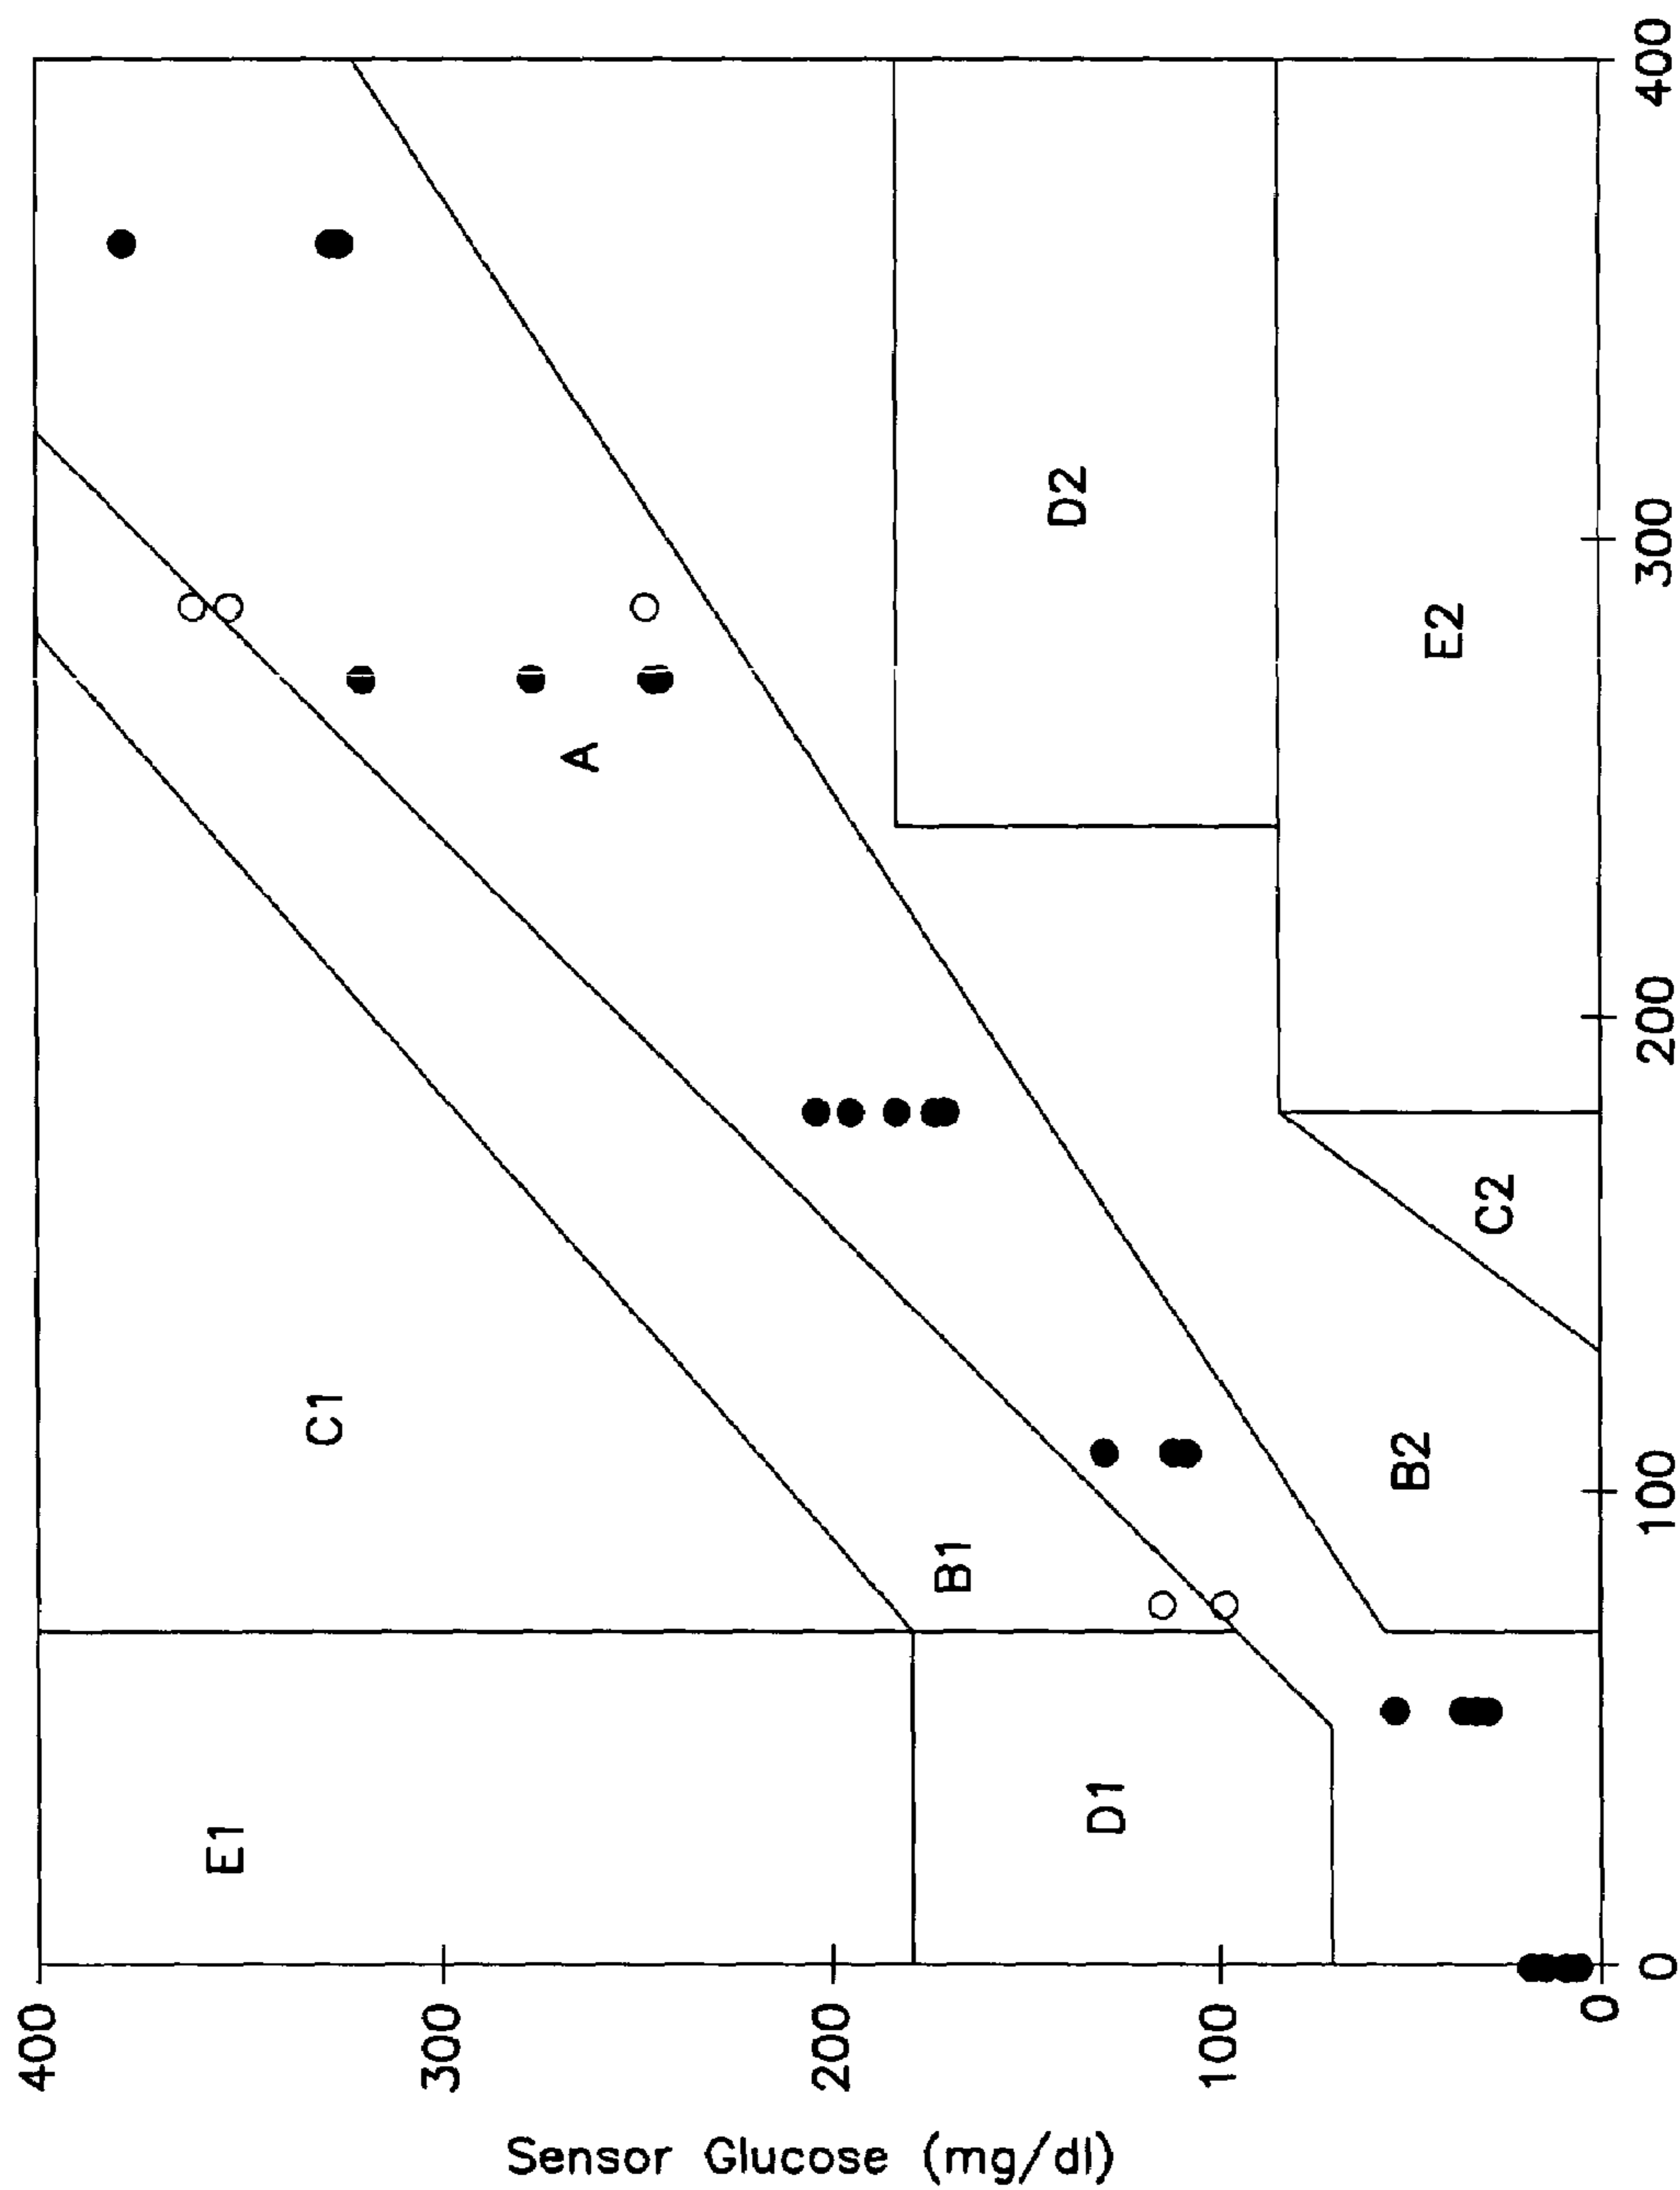 400
300
200
100
0
Sensor Glucose (mg/dl)
E1
C1
D1
B1
A
B2
D2
C2
E2
0
100
200
300
400